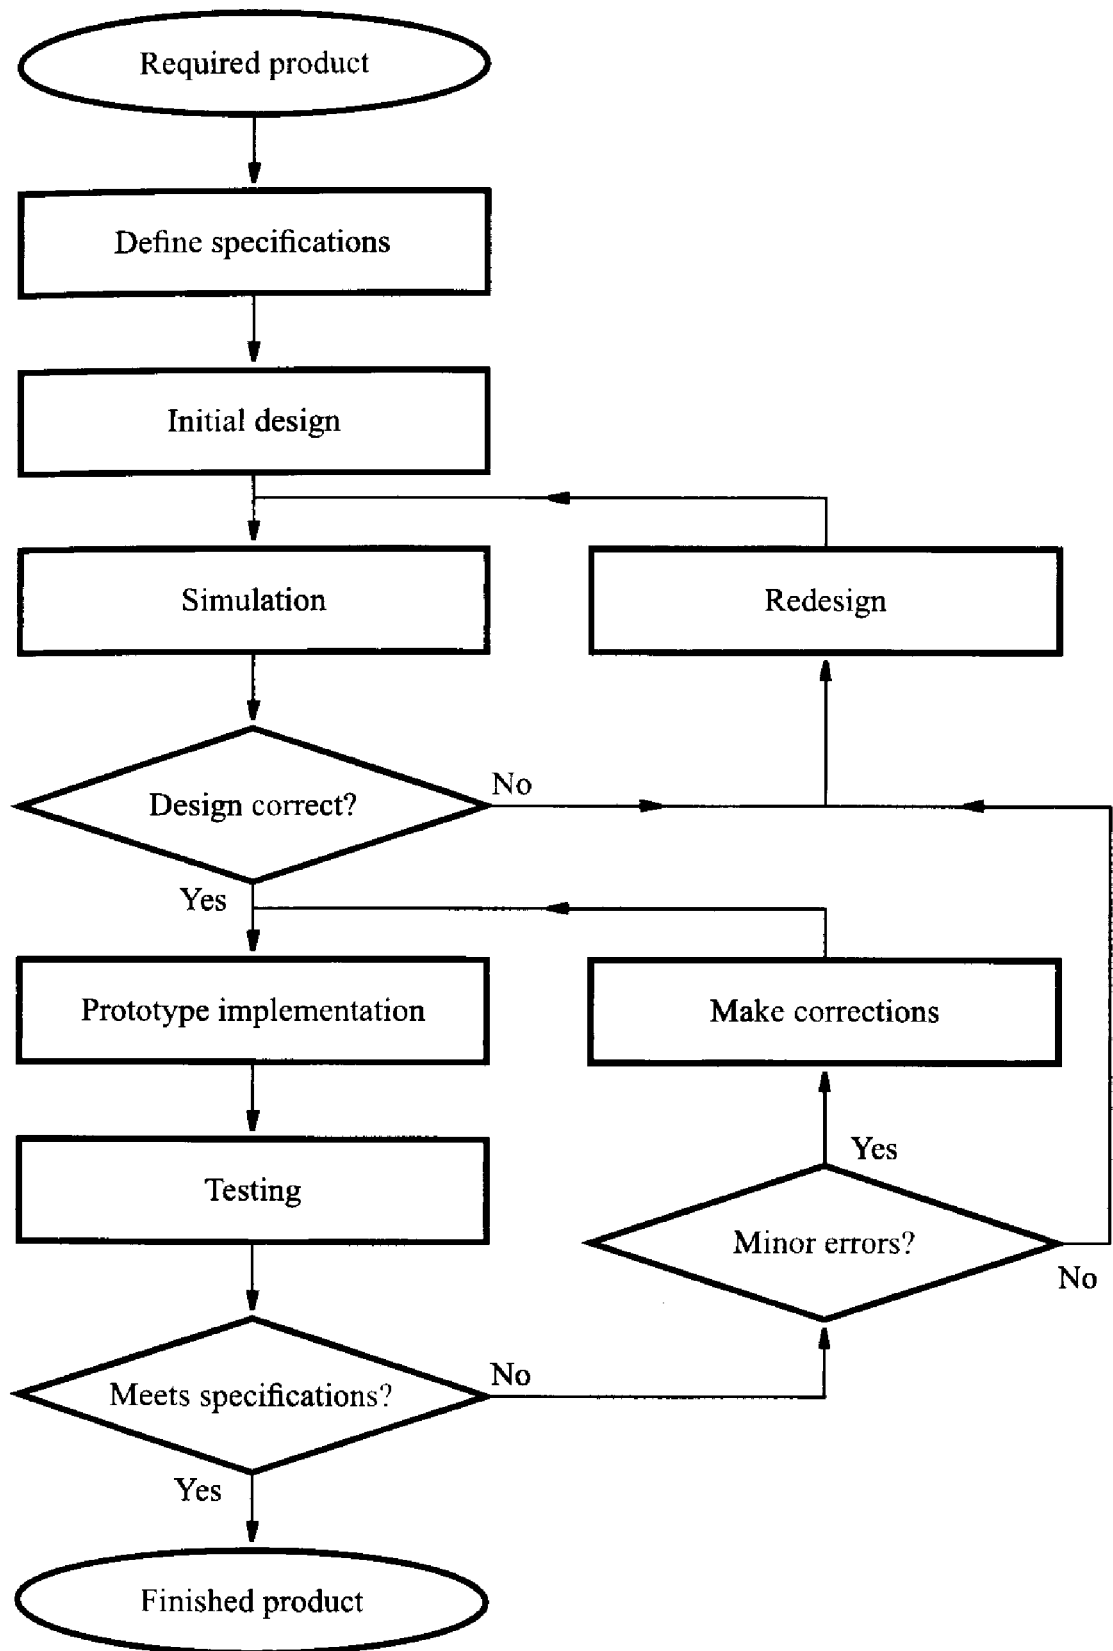 Required product
Define specifications
Initial design
Simulation
Redesign
Design correct?
No
Yes
Prototype implementation
Make corrections
Testing
Yes
Minor errors?
No
Meets specifications?
No
Yes
Finished product